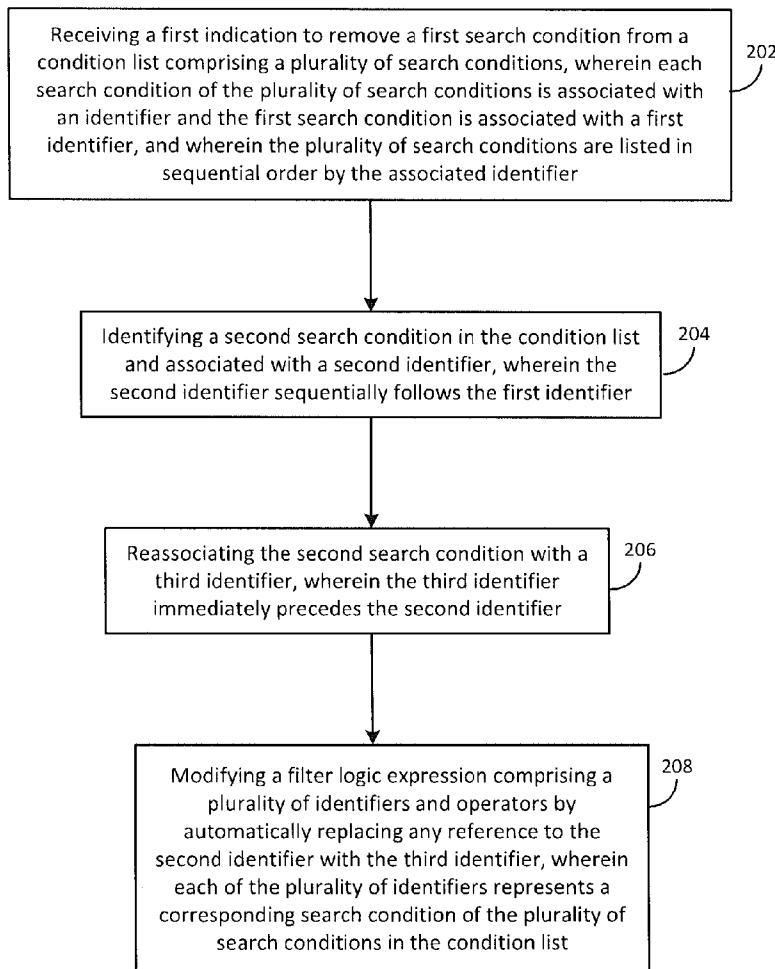 Receiving a first indication to remove a first search condition from a
condition list comprising a plurality of search conditions, wherein each
search condition of the plurality of search conditions is associated with
an identifier and the first search condition is associated with a first
identifier, and wherein the plurality of search conditions are listed in
sequential order by the associated identifier
202
Identifying a second search condition in the condition list
and associated with a second identifier, wherein the
second identifier sequentially follows the first identifier
204
Reassociating the second search condition with a
third identifier, wherein the third identifier
immediately precedes the second identifier
206
Modifying a filter logic expression comprising a
plurality of identifiers and operators by
automatically replacing any reference to the
second identifier with the third identifier, wherein
each of the plurality of identifiers represents a
corresponding search condition of the plurality of
search conditions in the condition list
208